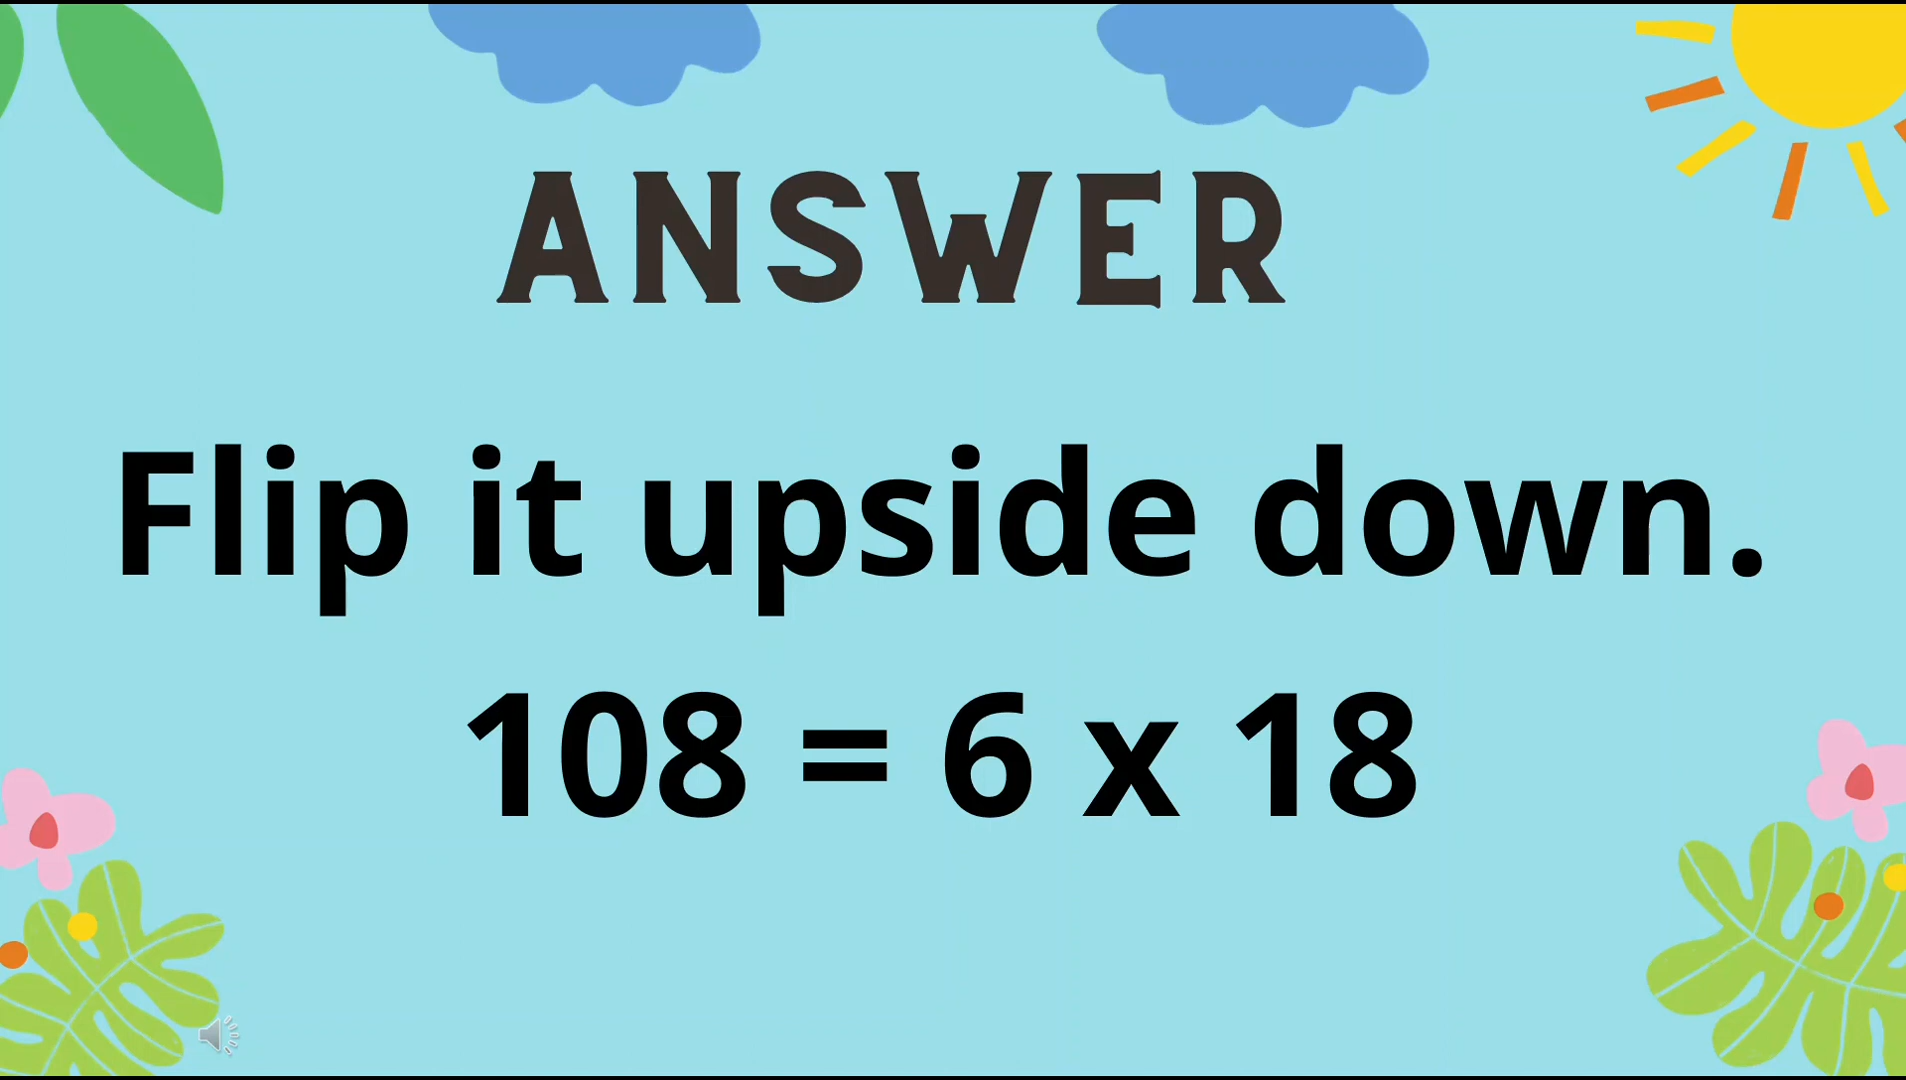 ANSWER
Flip it upside down.
108 = 6 x 18